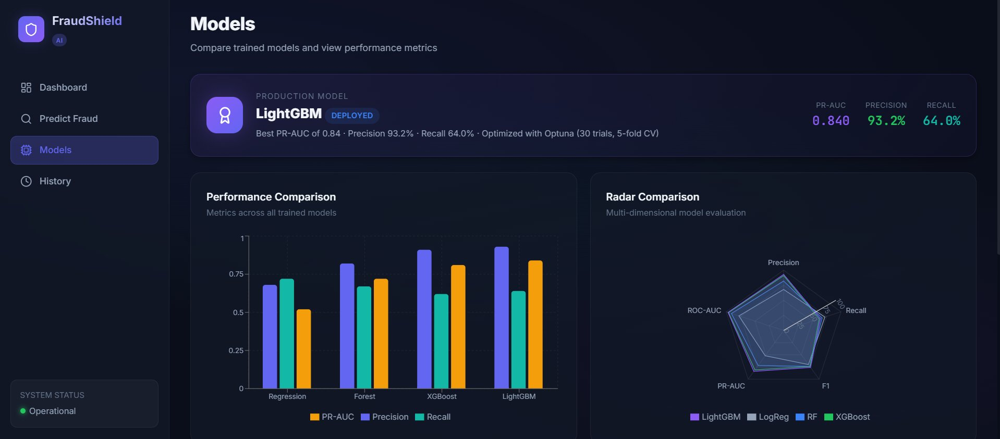 FraudShield
AI
Dashboard
Predict Fraud
Models
History
SYSTEM STATUS
Operational
Models
Compare trained models and view performance metrics
PRODUCTION MODEL
LightGBM DEPLOYED
Best PR-AUC of 0.84 · Precision 93.2% · Recall 64.0% · Optimized with Optuna (30 trials, 5-fold CV)
PR-AUC PRECISION RECALL
0.840 93.2% 64.0%
Performance Comparison
Metrics across all trained models
1
0.75
0.5
0.25
0
Regression Forest XGBoost LightGBM
PR-AUC Precision Recall
Radar Comparison
Multi-dimensional model evaluation
Precision
ROC-AUC
Recall
PR-AUC
F1
0 25 50 75 100
LightGBM LogReg RF XGBoost